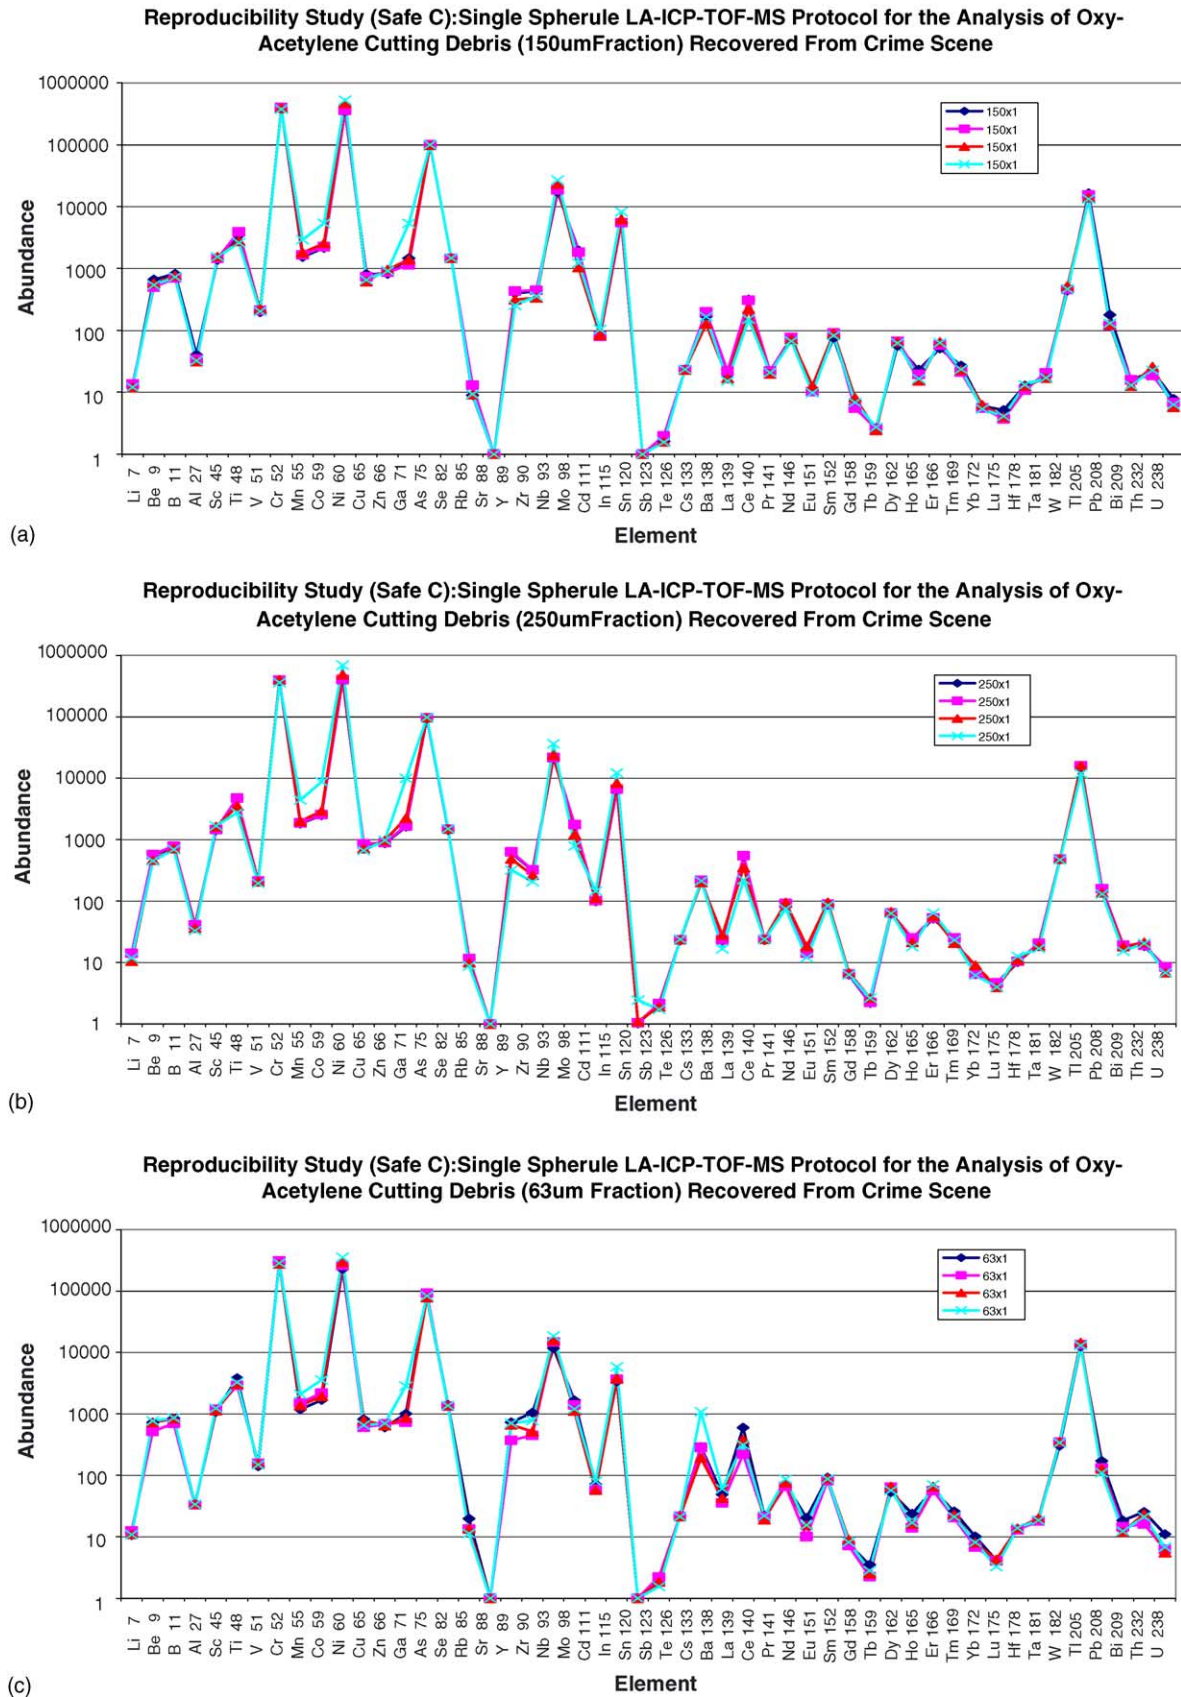 Reproducibility Study (Safe C):Single Spherule LA-ICP-TOF-MS Protocol for the Analysis of Oxy-
Acetylene Cutting Debris (150umFraction) Recovered From Crime Scene
1000000
100000
10000
1000
100
10
1
Abundance
150x1
150x1
150x1
150x1
Li 7
Be 9
B 11
Al 27
Sc 45
Ti 48
V 51
Cr 52
Mn 55
Co 59
Ni 60
Cu 65
Zn 66
Ga 71
As 75
Se 82
Rb 85
Sr 88
Y 89
Zr 90
Nb 93
Mo 98
Cd 111
In 115
Sn 120
Sb 123
Te 126
Cs 133
Ba 138
La 139
Ce 140
Pr 141
Nd 146
Eu 151
Sm 152
Gd 158
Tb 159
Dy 162
Ho 165
Er 166
Tm 169
Yb 172
Lu 175
Hf 178
Ta 181
W 182
Tl 205
Pb 208
Bi 209
Th 232
U 238
Element
(a)
Reproducibility Study (Safe C):Single Spherule LA-ICP-TOF-MS Protocol for the Analysis of Oxy-
Acetylene Cutting Debris (250umFraction) Recovered From Crime Scene
1000000
100000
10000
1000
100
10
1
Abundance
250x1
250x1
250x1
250x1
Li 7
Be 9
B 11
Al 27
Sc 45
Ti 48
V 51
Cr 52
Mn 55
Co 59
Ni 60
Cu 65
Zn 66
Ga 71
As 75
Se 82
Rb 85
Sr 88
Y 89
Zr 90
Nb 93
Mo 98
Cd 111
In 115
Sn 120
Sb 123
Te 126
Cs 133
Ba 138
La 139
Ce 140
Pr 141
Nd 146
Eu 151
Sm 152
Gd 158
Tb 159
Dy 162
Ho 165
Er 166
Tm 169
Yb 172
Lu 175
Hf 178
Ta 181
W 182
Tl 205
Pb 208
Bi 209
Th 232
U 238
Element
(b)
Reproducibility Study (Safe C):Single Spherule LA-ICP-TOF-MS Protocol for the Analysis of Oxy-
Acetylene Cutting Debris (63um Fraction) Recovered From Crime Scene
1000000
100000
10000
1000
100
10
1
Abundance
63x1
63x1
63x1
63x1
Li 7
Be 9
B 11
Al 27
Sc 45
Ti 48
V 51
Cr 52
Mn 55
Co 59
Ni 60
Cu 65
Zn 66
Ga 71
As 75
Se 82
Rb 85
Sr 88
Y 89
Zr 90
Nb 93
Mo 98
Cd 111
In 115
Sn 120
Sb 123
Te 126
Cs 133
Ba 138
La 139
Ce 140
Pr 141
Nd 146
Eu 151
Sm 152
Gd 158
Tb 159
Dy 162
Ho 165
Er 166
Tm 169
Yb 172
Lu 175
Hf 178
Ta 181
W 182
Tl 205
Pb 208
Bi 209
Th 232
U 238
Element
(c)